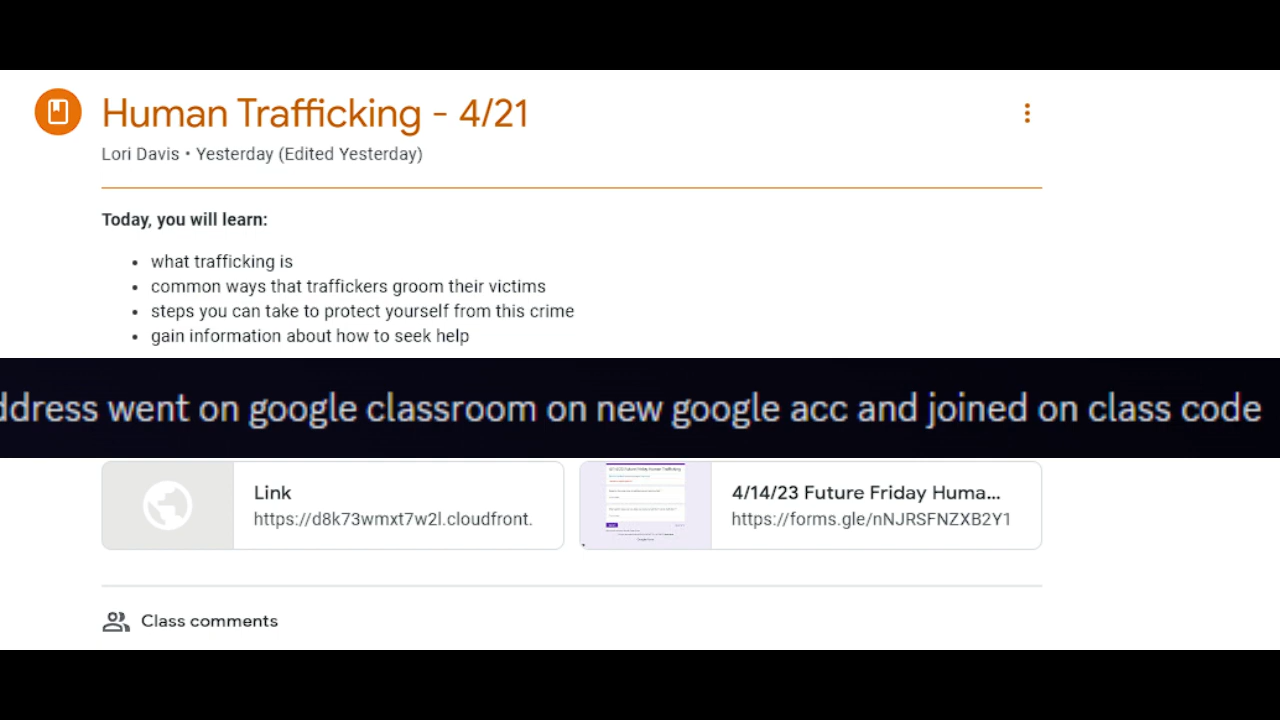 Human Trafficking - 4/21
Lori Davis • Yesterday (Edited Yesterday)
Today, you will learn:
• what trafficking is
• common ways that traffickers groom their victims
• steps you can take to protect yourself from this crime
• gain information about how to seek help
ddress went on google classroom on new google acc and joined on class code
Link
https://d8k73wmxt7w2l.cloudfront.
4/14/23 Future Friday Huma...
https://forms.gle/nNJRSFNZXB2Y1
Class comments